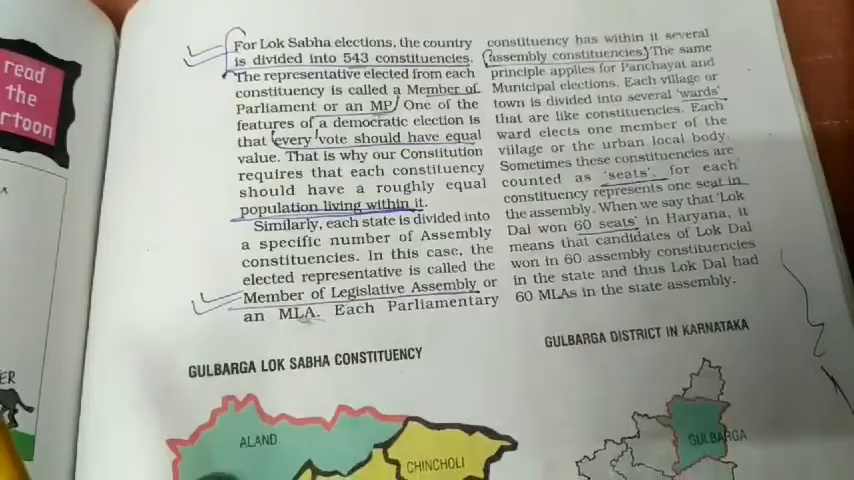 read
the
rtoon
ER
For Lok Sabha elections, the country
is divided into 543 constituencies.
The representative elected from each
constituency is called a Member of
Parliament or an MP. One of the
features of a democratic election is
that every vote should have equal
value. That is why our Constitution
requires that each constituency
should have a roughly equal
population living within it.
Similarly, each state is divided into
a specific number of Assembly
constituencies. In this case, the
elected representative is called the
Member of Legislative Assembly or
an MLA. Each Parliamentary
constituency has within it several
assembly constituencies. The same
principle applies for Panchayat and
Municipal elections. Each village or
town is divided into several 'wards'
that are like constituencies. Each
ward elects one member of the
village or the urban local body.
Sometimes these constituencies are
counted as 'seats', for each
constituency represents one seat in
the assembly. When we say that 'Lok
Dal won 60 seats' in Haryana, it
means that candidates of Lok Dal
won in 60 assembly constituencies
in the state and thus Lok Dal had
60 MLAs in the state assembly.
GULBARGA LOK SABHA CONSTITUENCY
ALAND
CHINCHOLI
GULBARGA DISTRICT IN KARNATAKA
GULBARGA